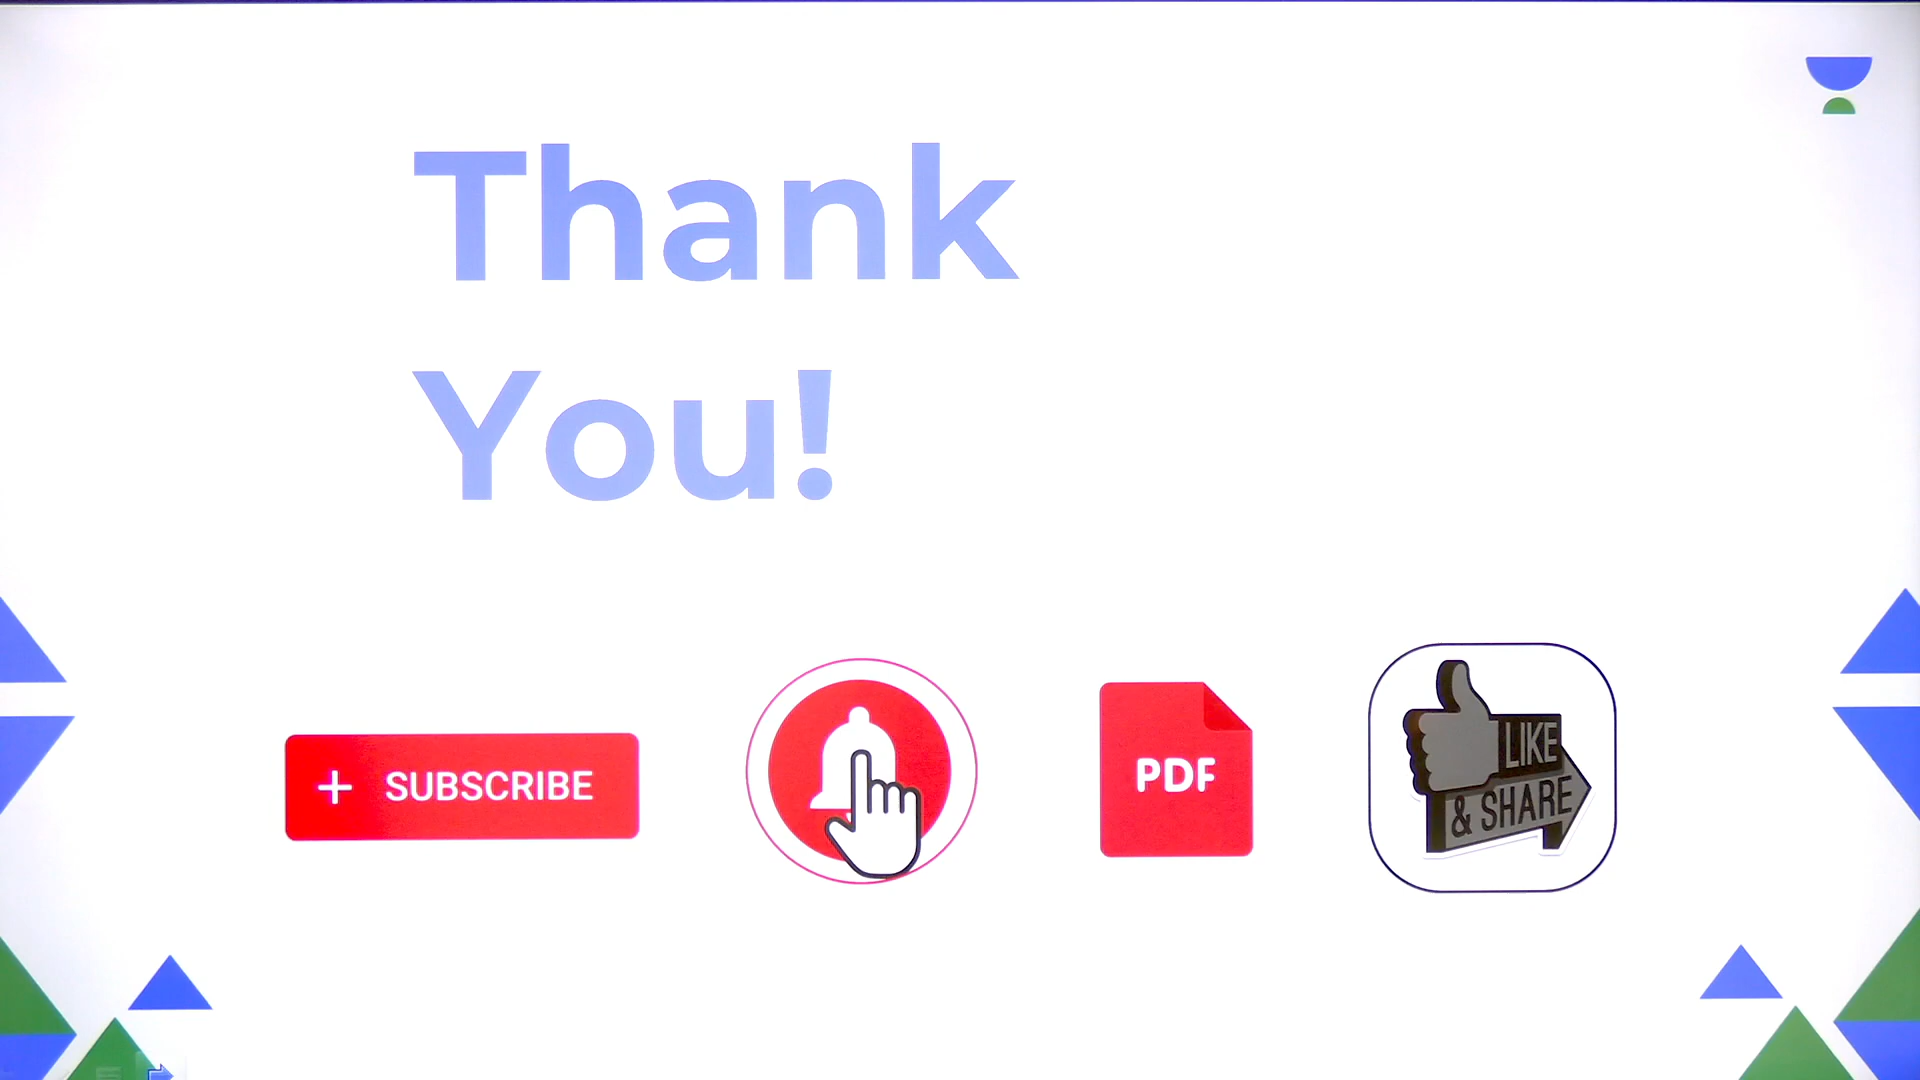 Thank
You!
+ SUBSCRIBE
PDF
LIKE
& SHARE